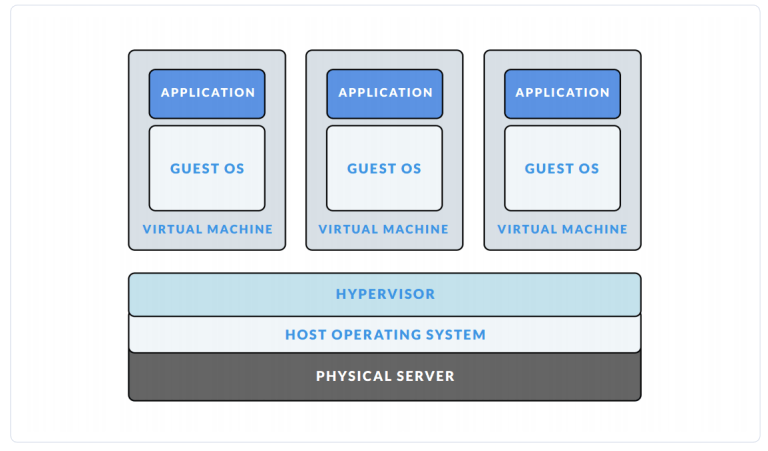 APPLICATION
APPLICATION
APPLICATION
GUEST OS
GUEST OS
GUEST OS
VIRTUAL MACHINE
VIRTUAL MACHINE
VIRTUAL MACHINE
HYPERVISOR
HOST OPERATING SYSTEM
PHYSICAL SERVER